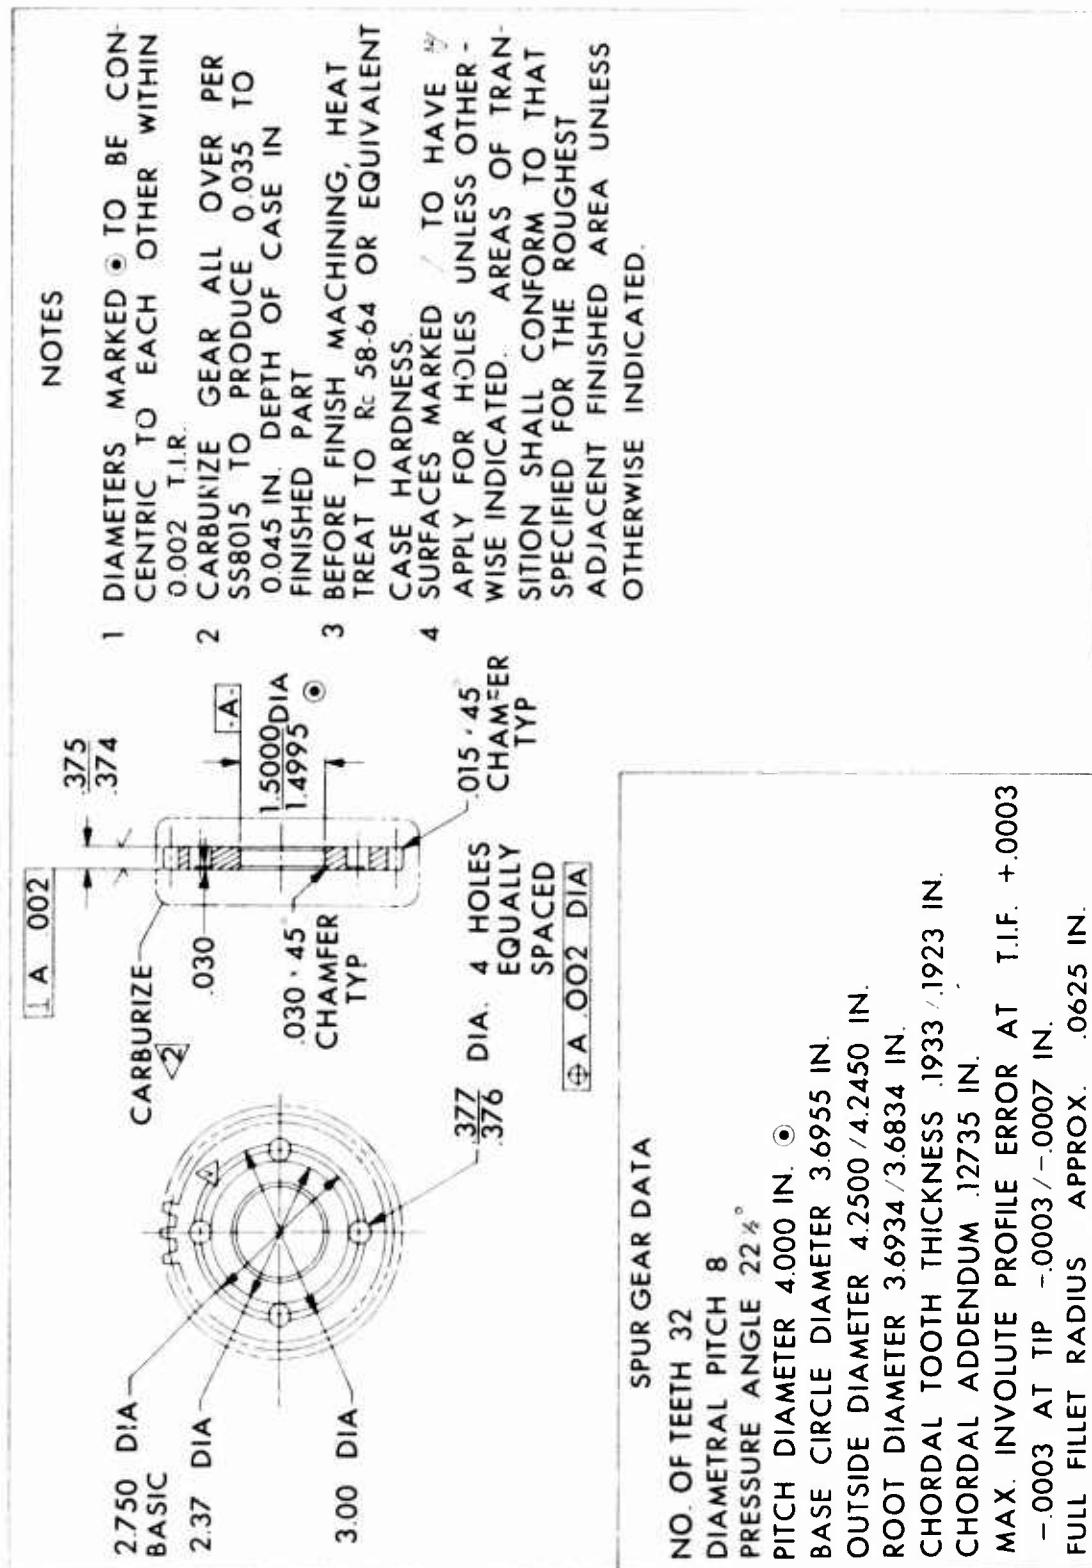 ⊥ A 002
.375
.374
CARBURIZE
2
.030
-A-
1.5000 DIA
1.4995
.030 · 45°
CHAMFER
TYP
.015 · 45°
CHAMFER
TYP
2.750 DIA
BASIC
2.37 DIA
3.00 DIA
.377 DIA. 4 HOLES
.376
EQUALLY
SPACED
⌖ A .002 DIA
NOTES
1 DIAMETERS MARKED ◉ TO BE CON-
CENTRIC TO EACH OTHER WITHIN
0.002 T.I.R.
2 CARBURIZE GEAR ALL OVER PER
SS8015 TO PRODUCE 0.035 TO
0.045 IN. DEPTH OF CASE IN
FINISHED PART
3 BEFORE FINISH MACHINING, HEAT
TREAT TO Rc 58-64 OR EQUIVALENT
CASE HARDNESS.
4 SURFACES MARKED / TO HAVE
APPLY FOR HOLES UNLESS OTHER-
WISE INDICATED. AREAS OF TRAN-
SITION SHALL CONFORM TO THAT
SPECIFIED FOR THE ROUGHEST
ADJACENT FINISHED AREA UNLESS
OTHERWISE INDICATED.
SPUR GEAR DATA
NO. OF TEETH 32
DIAMETRAL PITCH 8
PRESSURE ANGLE 22 ½°
PITCH DIAMETER 4.000 IN. ◉
BASE CIRCLE DIAMETER 3.6955 IN.
OUTSIDE DIAMETER 4.2500 / 4.2450 IN.
ROOT DIAMETER 3.6934 / 3.6834 IN.
CHORDAL TOOTH THICKNESS .1933 / .1923 IN.
CHORDAL ADDENDUM .12735 IN.
MAX. INVOLUTE PROFILE ERROR AT T.I.F. +.0003
-.0003 AT TIP -.0003 / -.0007 IN.
FULL FILLET RADIUS APPROX. .0625 IN.